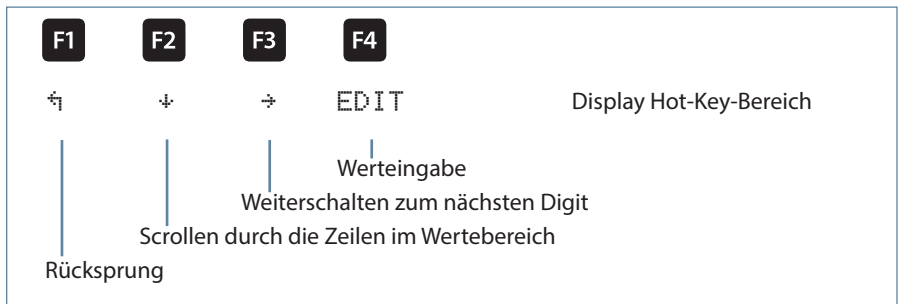 F1 F2 F3 F4
↰ ↓ → EDIT Display Hot-Key-Bereich
Werteingabe
Weiterschalten zum nächsten Digit
Scrollen durch die Zeilen im Wertebereich
Rücksprung